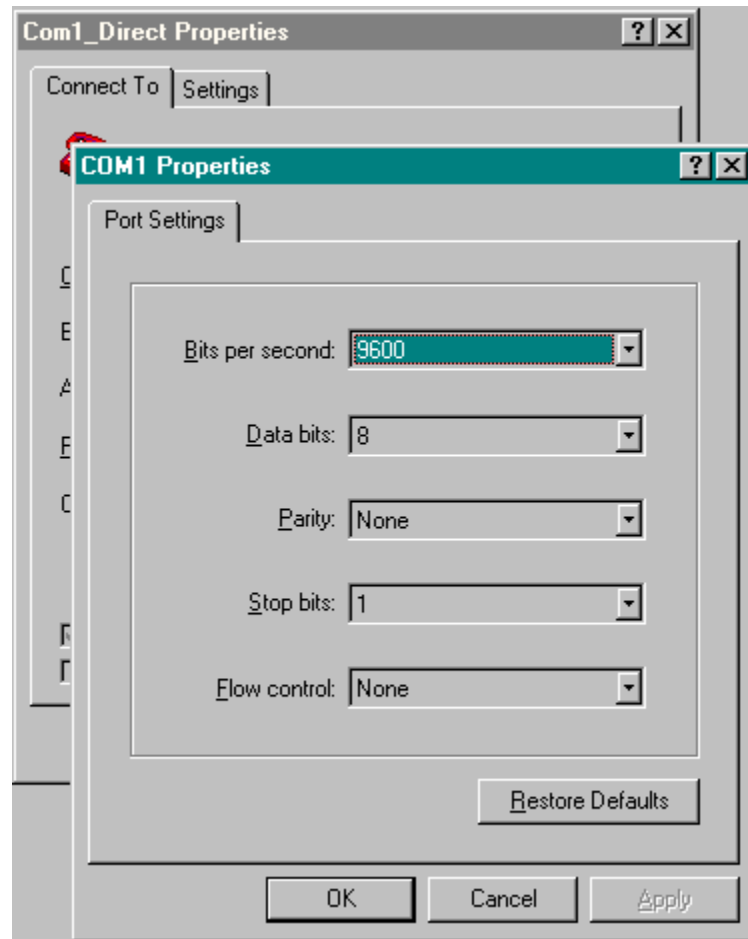 Com1_Direct Properties
Connect To Settings
COM1 Properties
Port Settings
Bits per second: 9600
Data bits: 8
Parity: None
Stop bits: 1
Flow control: None
Restore Defaults
OK Cancel Apply